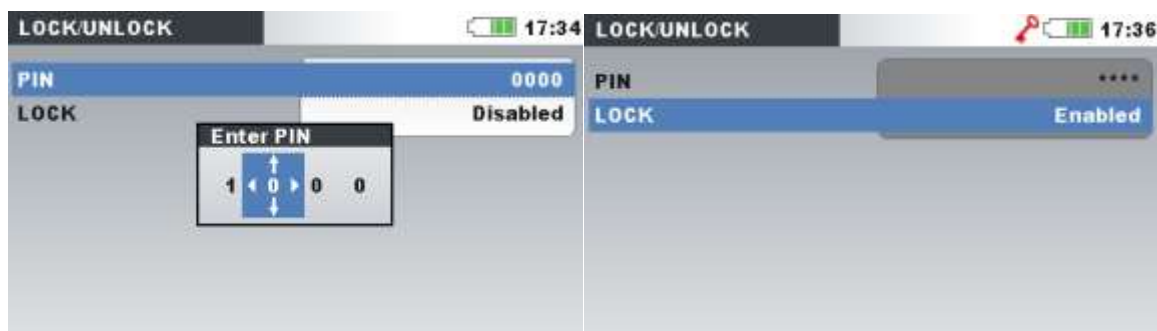 LOCK/UNLOCK 17:34
PIN 0000
LOCK Disabled
Enter PIN
1 0 0 0
LOCK/UNLOCK 17:36
PIN ****
LOCK Enabled